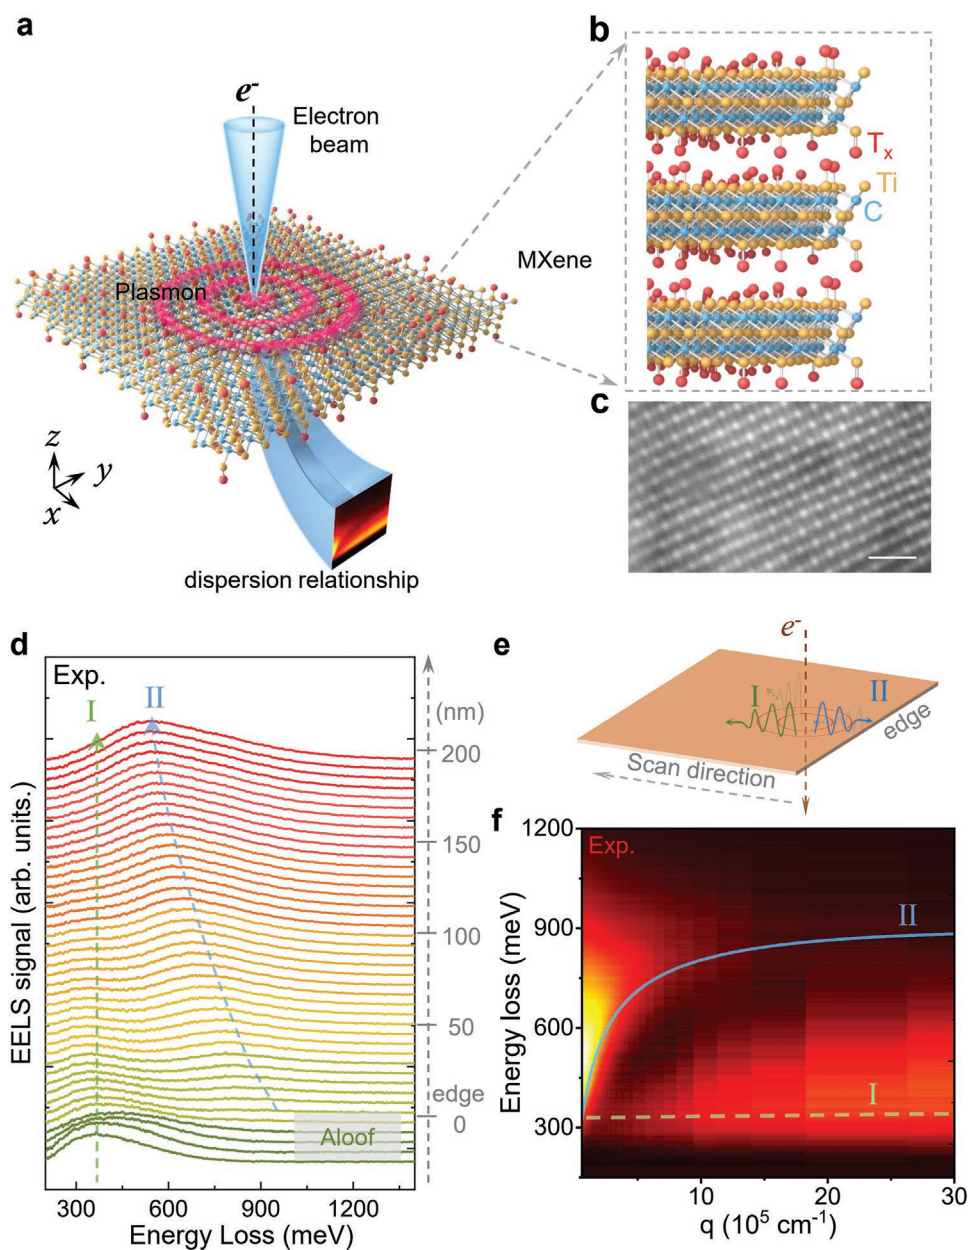 a
e-
Electron
beam
Plasmon
MXene
z
y
x
dispersion relationship
b
Tx
Ti
C
c
d
Exp.
I
II
(nm)
200
150
100
50
edge
0
Aloof
EELS signal (arb. units.)
300 600 900 1200
Energy Loss (meV)
e
e-
I
II
edge
Scan direction
f
Exp.
II
I
1200
900
600
300
Energy loss (meV)
10 20 30
q (10⁵ cm⁻¹)